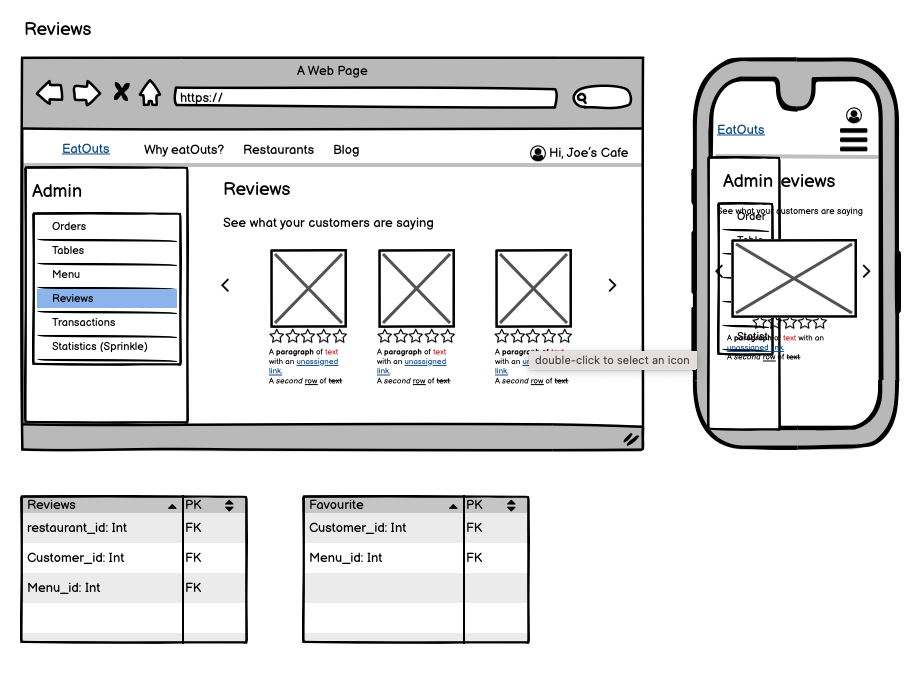 Reviews
A Web Page
https://
EatOuts
Why eatOuts?
Restaurants
Blog
Hi, Joe's Cafe
Admin
Orders
Tables
Menu
Reviews
Transactions
Statistics (Sprinkle)
Reviews
See what your customers are saying
A paragraph of text
with an unassigned
link.
A second row of text
A paragraph of text
with an unassigned
link.
A second row of text
A paragraph of text
with an
link.
A second row of text
double-click to select an icon
EatOuts
Admin
eviews
See what your customers are saying
Order
Statist
A paragraph of text with an
unassigned link.
A second row of text
Reviews
PK
restaurant_id: Int
FK
Customer_id: Int
FK
Menu_id: Int
FK
Favourite
PK
Customer_id: Int
FK
Menu_id: Int
FK